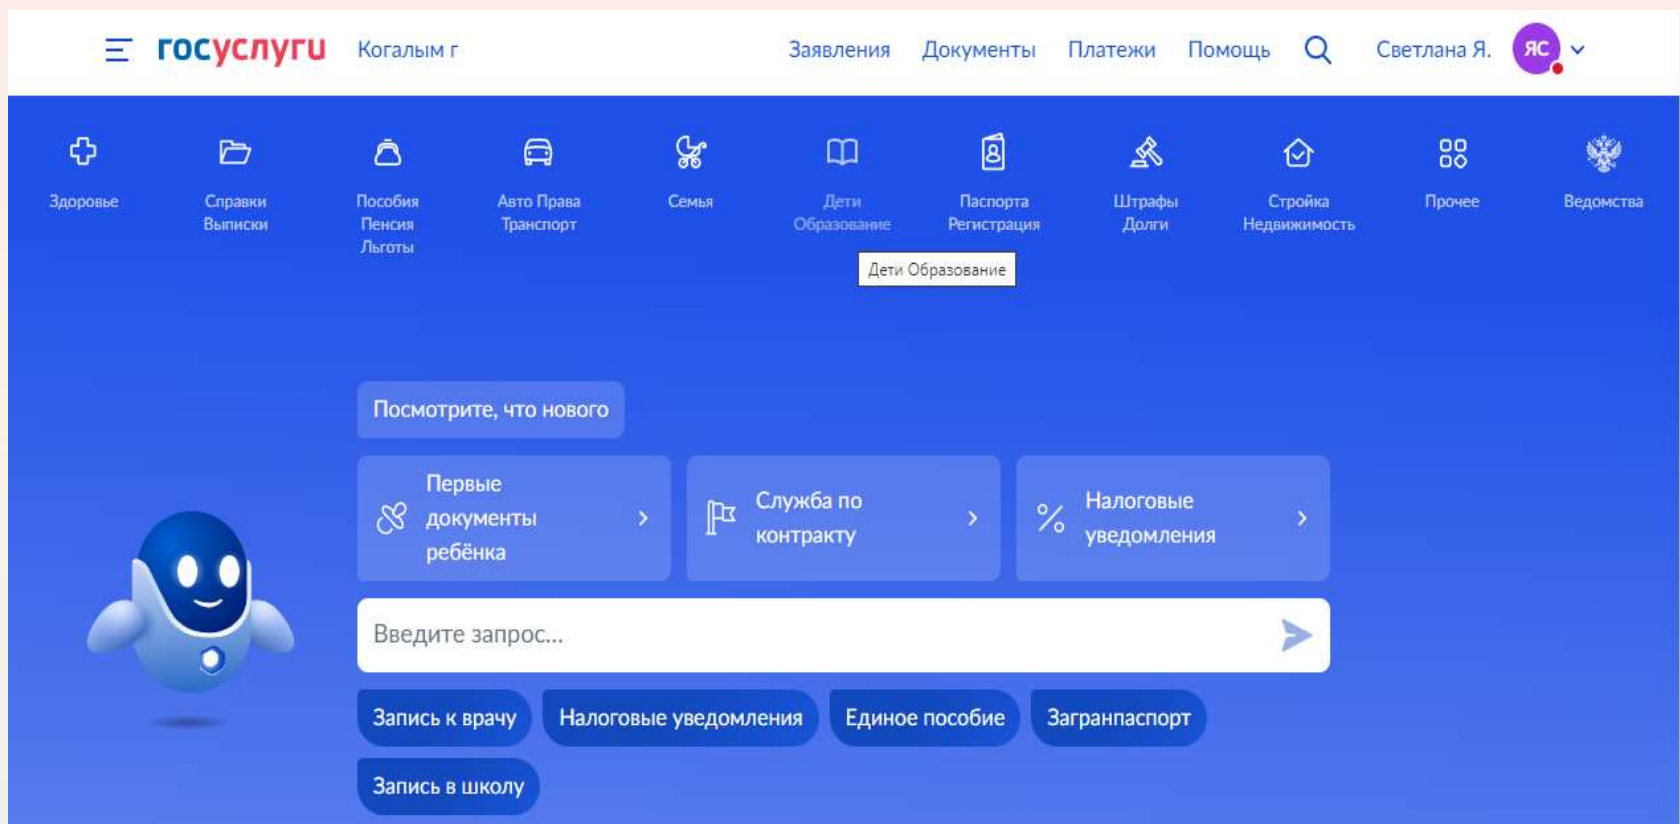 госуслуги Когалым г Заявления Документы Платежи Помощь Светлана Я. ЯС
Здоровье
Справки
Выписки
Пособия
Пенсия
Льготы
Авто Права
Транспорт
Семья
Дети
Образование
Паспорта
Регистрация
Штрафы
Долги
Стройка
Недвижимость
Прочее
Ведомства
Дети Образование
Посмотрите, что нового
Первые
документы
ребёнка
Служба по
контракту
Налоговые
уведомления
Введите запрос...
Запись к врачу Налоговые уведомления Единое пособие Загранпаспорт
Запись в школу